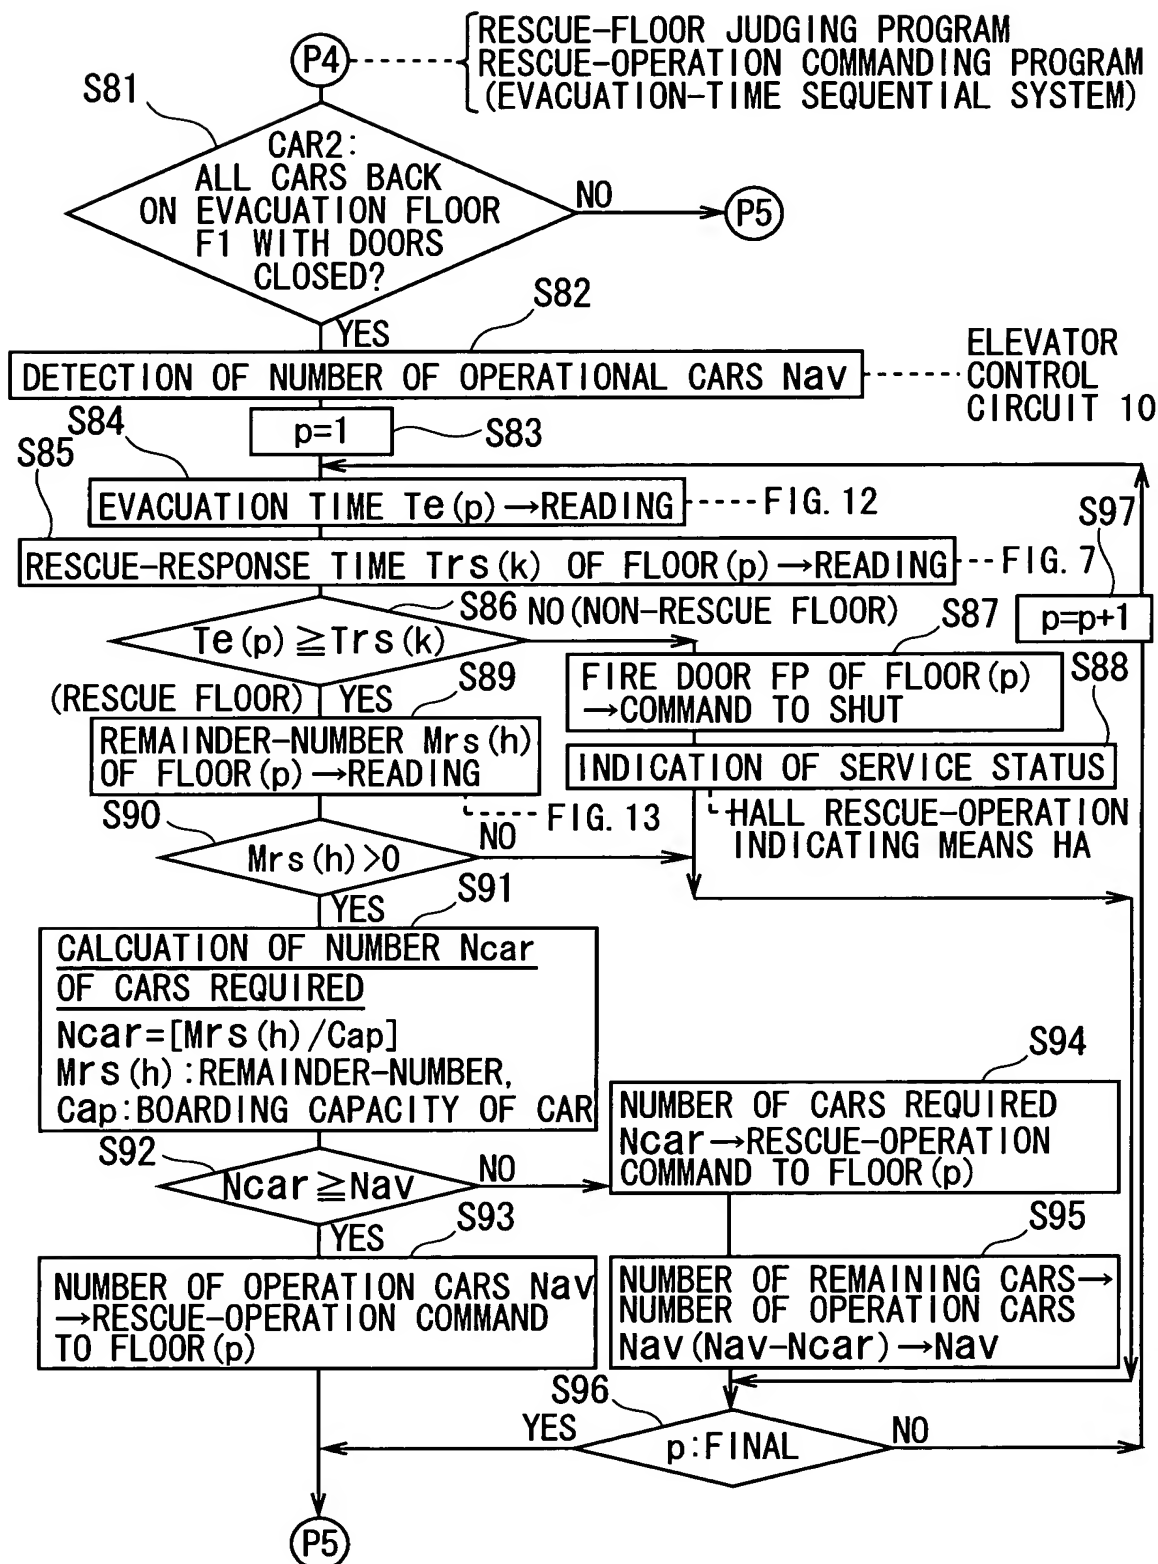 P4
RESCUE-FLOOR JUDGING PROGRAM
RESCUE-OPERATION COMMANDING PROGRAM
(EVACUATION-TIME SEQUENTIAL SYSTEM)
S81
CAR2:
ALL CARS BACK
ON EVACUATION FLOOR
F1 WITH DOORS
CLOSED?
NO
P5
YES
S82
DETECTION OF NUMBER OF OPERATIONAL CARS Nav
ELEVATOR
CONTROL
CIRCUIT 10
p=1
S83
S84
EVACUATION TIME Te(p)→READING
FIG. 12
S85
RESCUE-RESPONSE TIME Trs(k) OF FLOOR(p)→READING
FIG. 7
S97
p=p+1
S86
Te(p)≧Trs(k)
NO(NON-RESCUE FLOOR)
S87
FIRE DOOR FP OF FLOOR(p)
→COMMAND TO SHUT
S88
INDICATION OF SERVICE STATUS
HALL RESCUE-OPERATION
INDICATING MEANS HA
(RESCUE FLOOR)
YES
S89
REMAINDER-NUMBER Mrs(h)
OF FLOOR(p)→READING
FIG. 13
S90
Mrs(h)>0
NO
YES
S91
CALCUATION OF NUMBER Ncar
OF CARS REQUIRED
Ncar=[Mrs(h)/Cap]
Mrs(h):REMAINDER-NUMBER,
Cap:BOARDING CAPACITY OF CAR
S92
Ncar≧Nav
NO
S94
NUMBER OF CARS REQUIRED
Ncar→RESCUE-OPERATION
COMMAND TO FLOOR(p)
YES
S93
NUMBER OF OPERATION CARS Nav
→RESCUE-OPERATION COMMAND
TO FLOOR(p)
S95
NUMBER OF REMAINING CARS→
NUMBER OF OPERATION CARS
Nav(Nav-Ncar)→Nav
S96
p:FINAL
YES
NO
P5